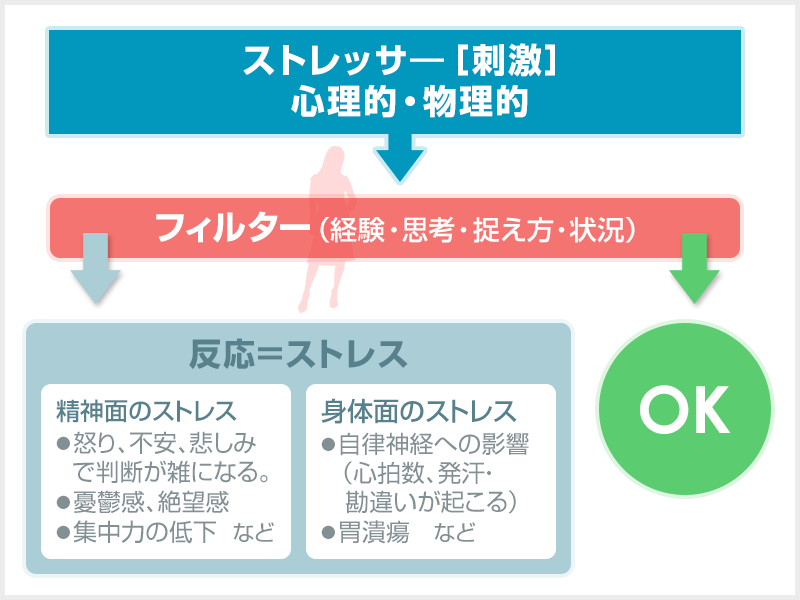 ストレッサー［刺激］
心理的・物理的
フィルター（経験・思考・捉え方・状況）
反応＝ストレス
精神面のストレス
●怒り、不安、悲しみ
で判断が雑になる。
●憂鬱感、絶望感
●集中力の低下 など
身体面のストレス
●自律神経への影響
（心拍数、発汗・
勘違いが起こる）
●胃潰瘍 など
OK